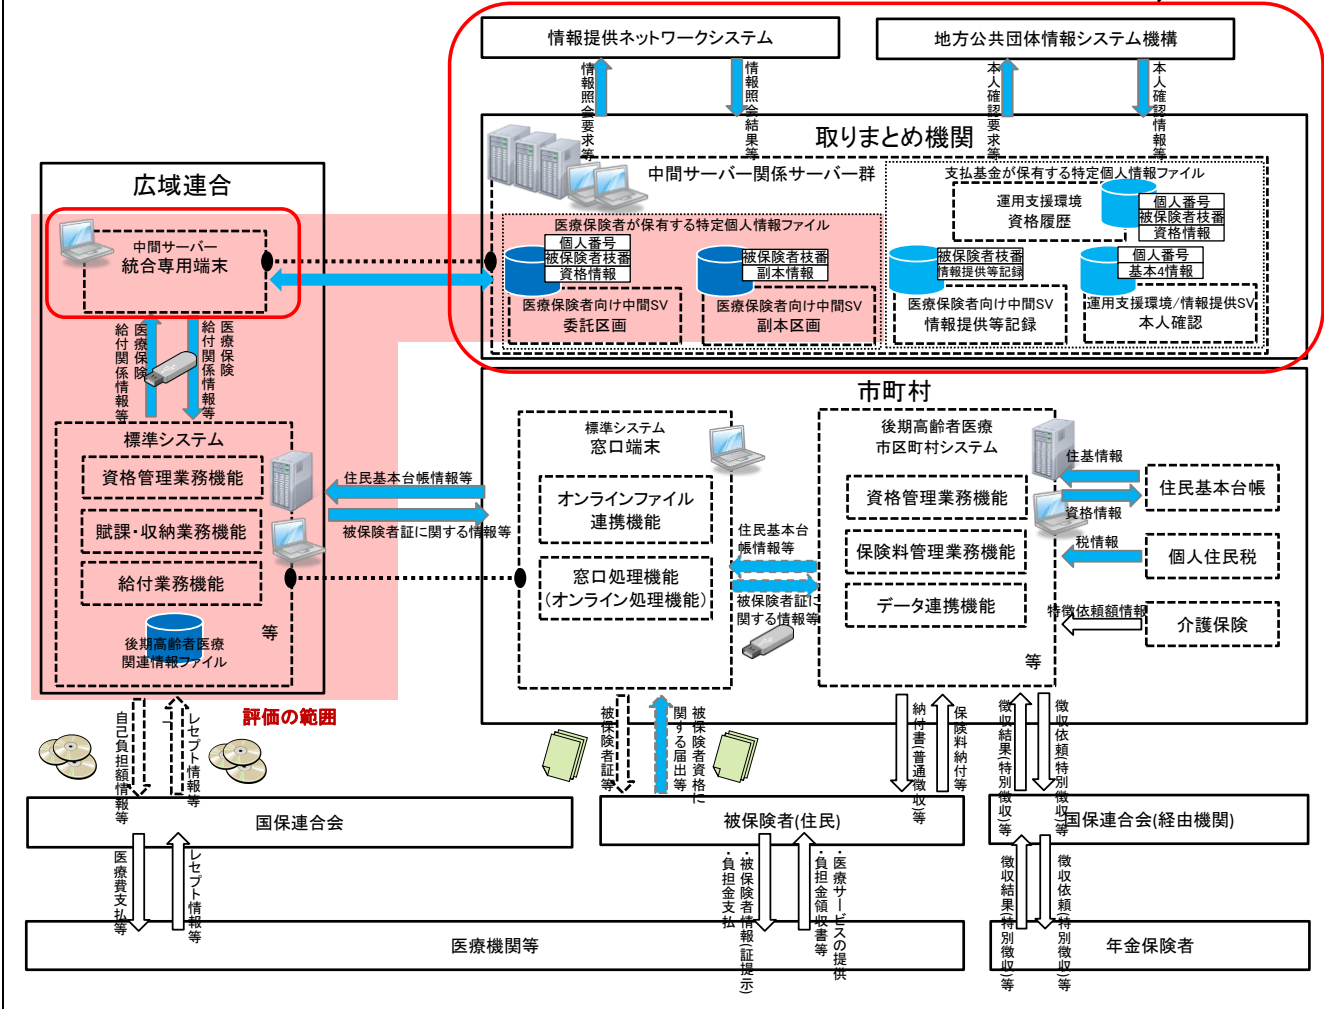 情報提供ネットワークシステム
地方公共団体情報システム機構
情報照会要求等
情報照会結果等
本人確認要求等
本人確認情報等
取りまとめ機関
中間サーバー関係サーバー群
支払基金が保有する特定個人情報ファイル
運用支援環境
資格履歴
個人番号
被保険者枝番
資格情報
医療保険者が保有する特定個人情報ファイル
個人番号
被保険者枝番
資格情報
医療保険者向け中間SV
委託区画
被保険者枝番
副本情報
医療保険者向け中間SV
副本区画
被保険者枝番
情報提供等記録
医療保険者向け中間SV
情報提供等記録
個人番号
基本4情報
運用支援環境/情報提供SV
本人確認
広域連合
中間サーバー
統合専用端末
医療保険
給付関係情報等
医療保険
給付関係情報等
標準システム
資格管理業務機能
賦課・収納業務機能
給付業務機能
後期高齢者医療
関連情報ファイル
等
評価の範囲
住民基本台帳情報等
被保険者証に関する情報等
市町村
標準システム
窓口端末
オンラインファイル
連携機能
窓口処理機能
(オンライン処理機能)
住民基本台
帳情報等
被保険者証に
関する情報等
後期高齢者医療
市区町村システム
資格管理業務機能
保険料管理業務機能
データ連携機能
等
住基情報
資格情報
税情報
特徴依頼額情報
住民基本台帳
個人住民税
介護保険
自己負担額情報等
レセプト情報等
被保険者証等
被保険者資格に
関する届出等
納付書(普通徴収)等
保険料納付等
徴収結果(特別徴収)等
徴収依頼(特別徴収)等
国保連合会
被保険者(住民)
国保連合会(経由機関)
医療費支払等
レセプト情報等
・被保険者情報(証提示)
・負担金支払
・医療サービスの提供
・負担金領収書等
徴収結果(特別徴収)等
徴収依頼(特別徴収)等
医療機関等
年金保険者